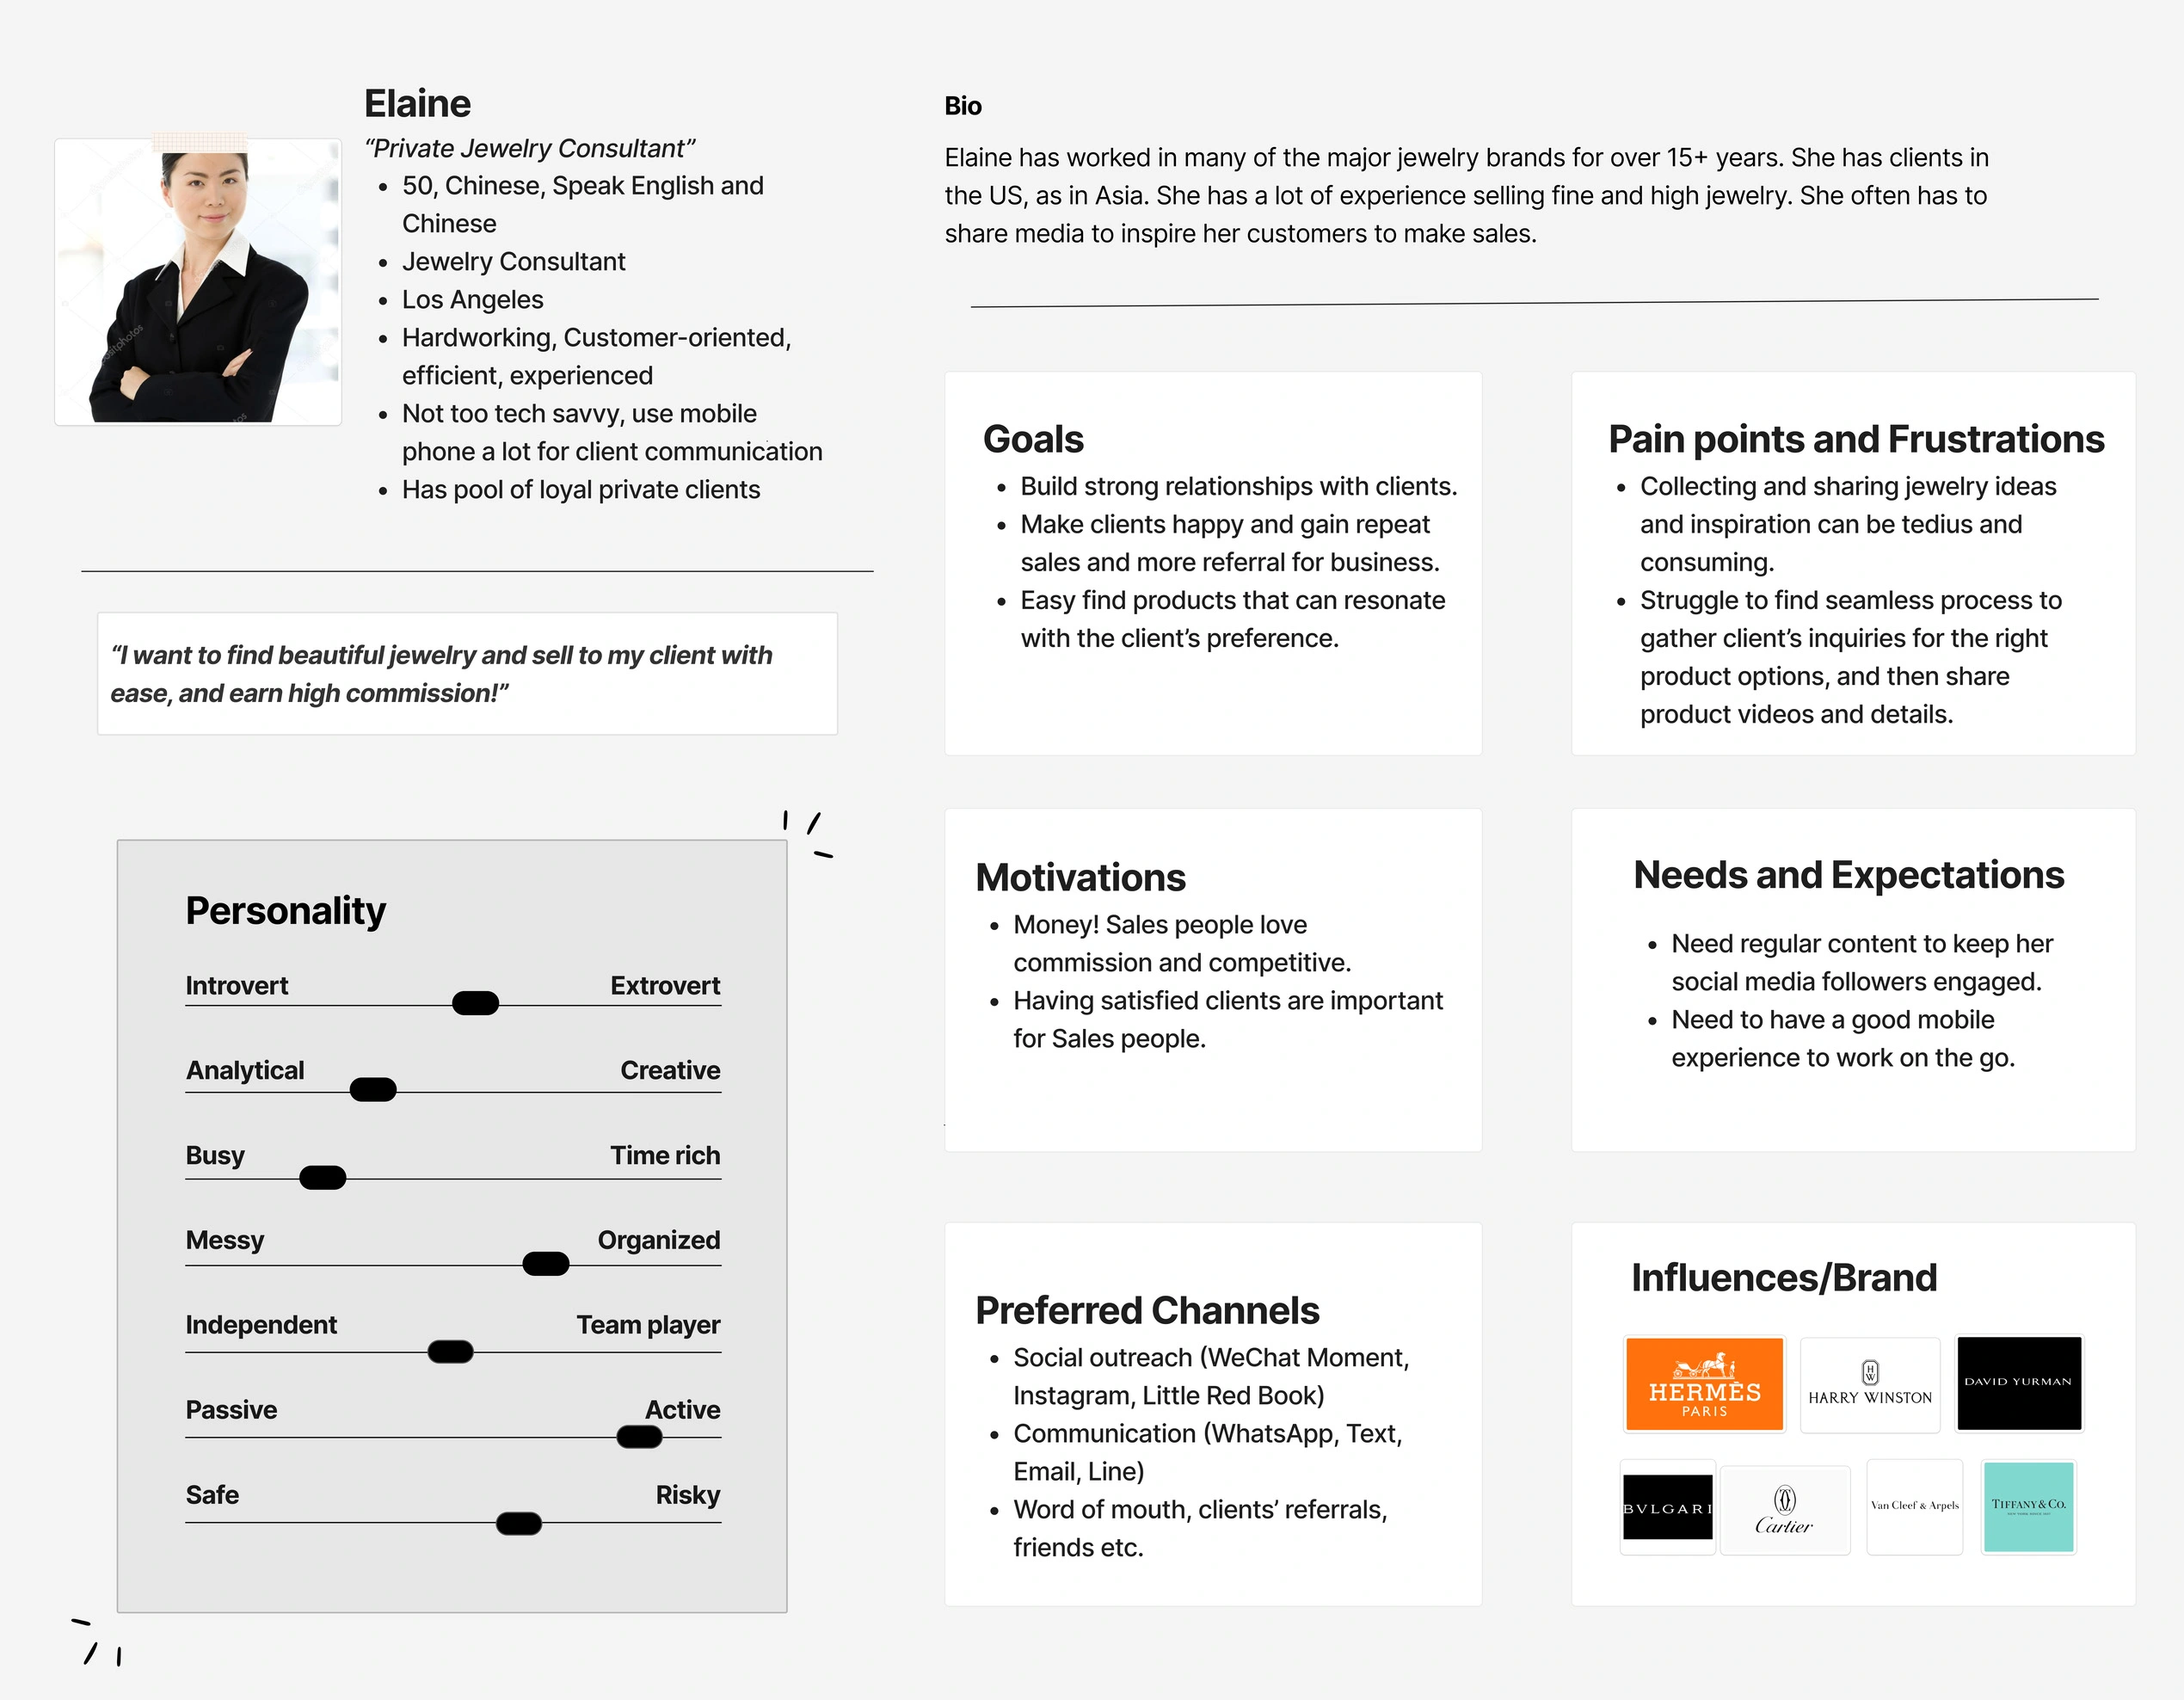 Elaine
“Private Jewelry Consultant”
• 50, Chinese, Speak English and
Chinese
• Jewelry Consultant
• Los Angeles
• Hardworking, Customer-oriented,
efficient, experienced
• Not too tech savvy, use mobile
phone a lot for client communication
• Has pool of loyal private clients
“I want to find beautiful jewelry and sell to my client with
ease, and earn high commission!”
Personality
Introvert Extrovert
Analytical Creative
Busy Time rich
Messy Organized
Independent Team player
Passive Active
Safe Risky
Bio
Elaine has worked in many of the major jewelry brands for over 15+ years. She has clients in
the US, as in Asia. She has a lot of experience selling fine and high jewelry. She often has to
share media to inspire her customers to make sales.
Goals
• Build strong relationships with clients.
• Make clients happy and gain repeat
sales and more referral for business.
• Easy find products that can resonate
with the client’s preference.
Pain points and Frustrations
• Collecting and sharing jewelry ideas
and inspiration can be tedius and
consuming.
• Struggle to find seamless process to
gather client’s inquiries for the right
product options, and then share
product videos and details.
Motivations
• Money! Sales people love
commission and competitive.
• Having satisfied clients are important
for Sales people.
Needs and Expectations
• Need regular content to keep her
social media followers engaged.
• Need to have a good mobile
experience to work on the go.
Preferred Channels
• Social outreach (WeChat Moment,
Instagram, Little Red Book)
• Communication (WhatsApp, Text,
Email, Line)
• Word of mouth, clients’ referrals,
friends etc.
Influences/Brand
HERMĒS
PARIS
HW
HARRY WINSTON
DAVID YURMAN
BVLGARI
Cartier
Van Cleef & Arpels
TIFFANY & CO.